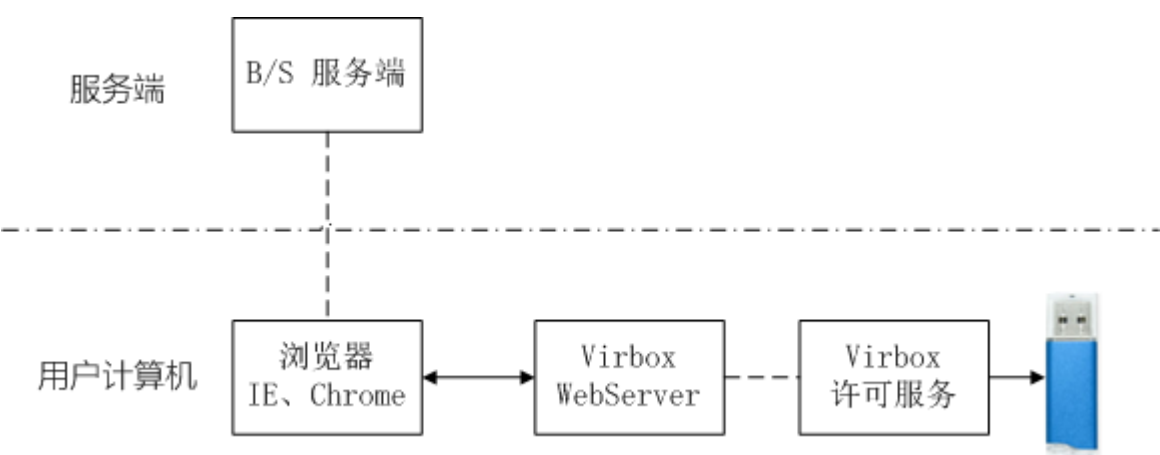 服务端
B/S 服务端
用户计算机
浏览器
IE、Chrome
Virbox
WebServer
Virbox
许可服务